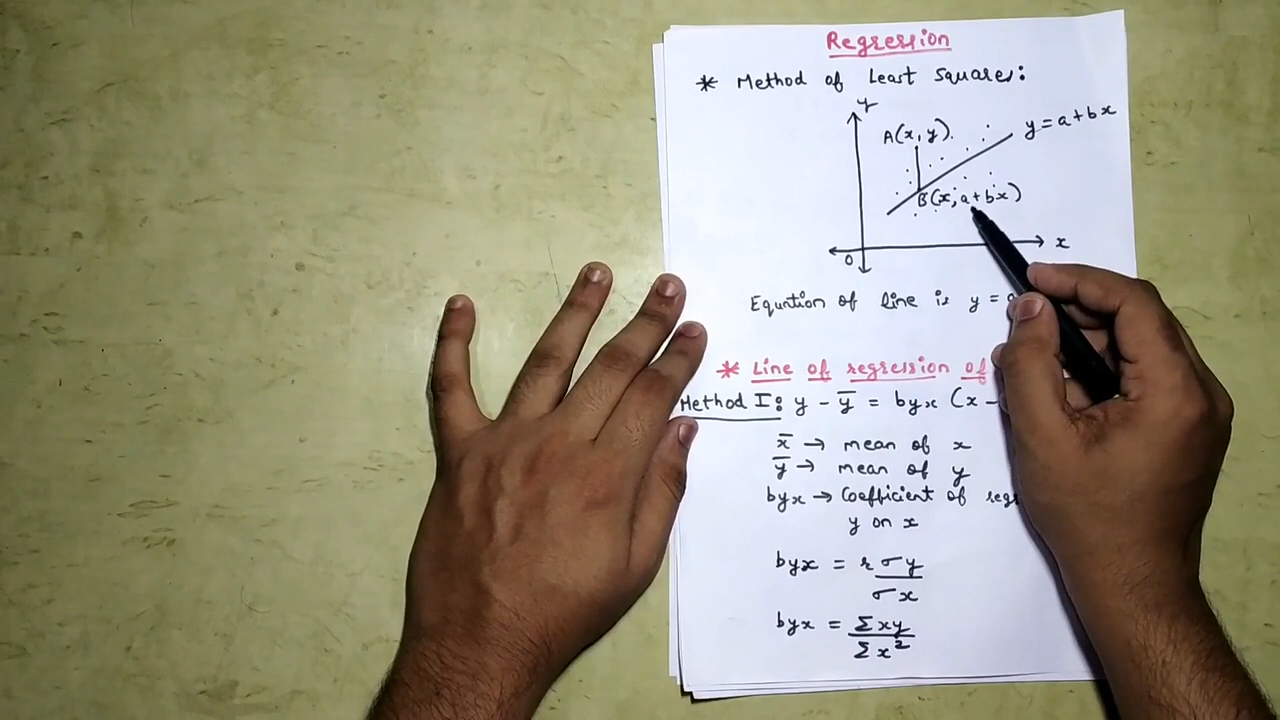 Regression
* Method of Least Squares:
Y
A(x, y)
y = a + bx
B(x, a + bx)
0
x
Equntion of line is y =
* Line of regression of
Method I: y - ȳ = byx (x -
x̄ → mean of x
ȳ → mean of y
byx → Coefficient of
y on x
byx = r σy
σx
byx = Σxy
Σx²